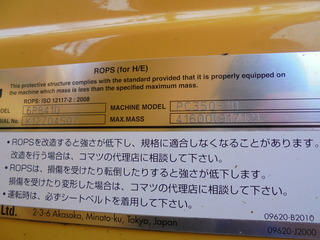 ROPS (for H/E)
This protective structure complies with the standard provided that it is properly equipped on
the machine which mass is less than the specified maximum mass.
ROPS: ISO 12117-2 : 2008
MACHINE MODEL PC350-10
MAX.MASS
・ROPSを改造すると強さが低下し、規格に適合しなくなることがあります。
改造を行う場合は、コマツの代理店に相談して下さい。
・ROPSは、損傷を受けたり転倒したりすると強さが低下します。
損傷を受けたり変形した場合は、コマツの代理店に相談して下さい。
・運転時は、必ずシートベルトを着用して下さい。
09620-B2010
Ltd. 2-3-6 Akasaka, Minato-ku, Tokyo, Japan
09620-J2000